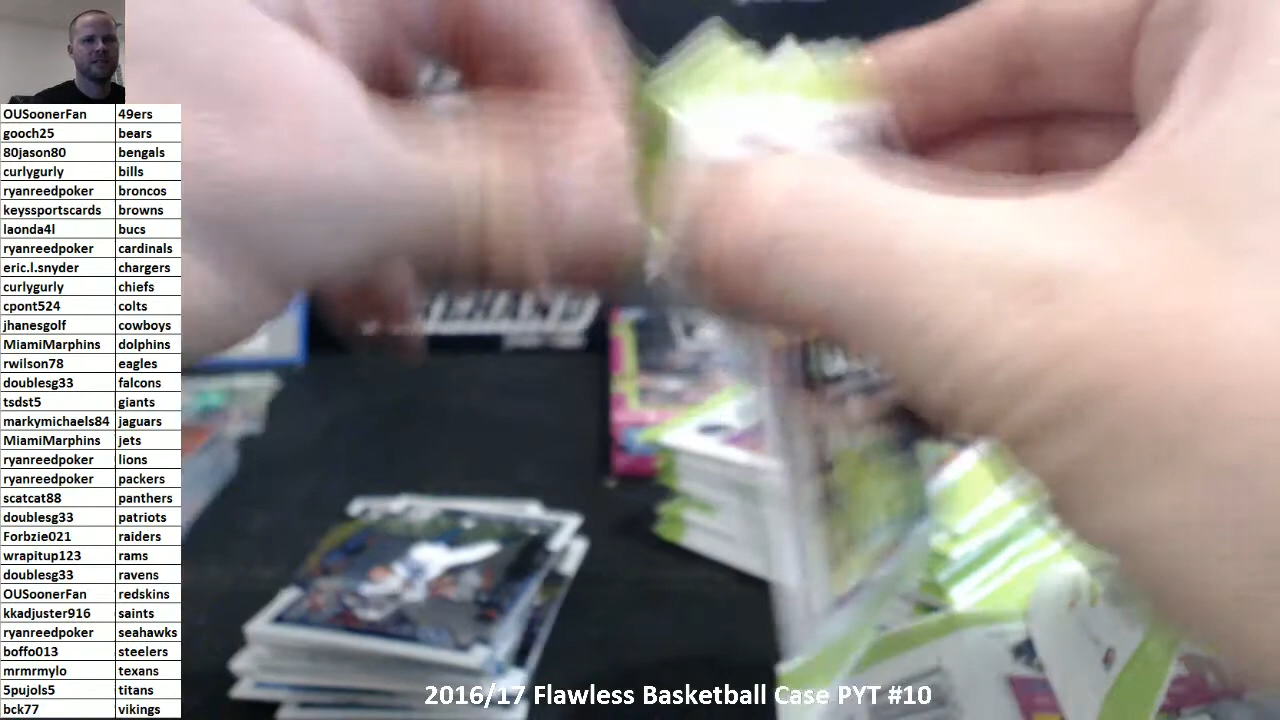 OUSoonerFan 49ers
gooch25 bears
80jason80 bengals
curlygurly bills
ryanreedpoker broncos
keyssportscards browns
laonda4l bucs
ryanreedpoker cardinals
eric.l.snyder chargers
curlygurly chiefs
cpont524 colts
jhanesgolf cowboys
MiamiMarphins dolphins
rwilson78 eagles
doublesg33 falcons
tsdst5 giants
markymichaels84 jaguars
MiamiMarphins jets
ryanreedpoker lions
ryanreedpoker packers
scatcat88 panthers
doublesg33 patriots
Forbzie021 raiders
wrapitup123 rams
doublesg33 ravens
OUSoonerFan redskins
kkadjuster916 saints
ryanreedpoker seahawks
boffo013 steelers
mrmrmylo texans
5pujols5 titans
bck77 vikings
2016/17 Flawless Basketball Case PYT #10